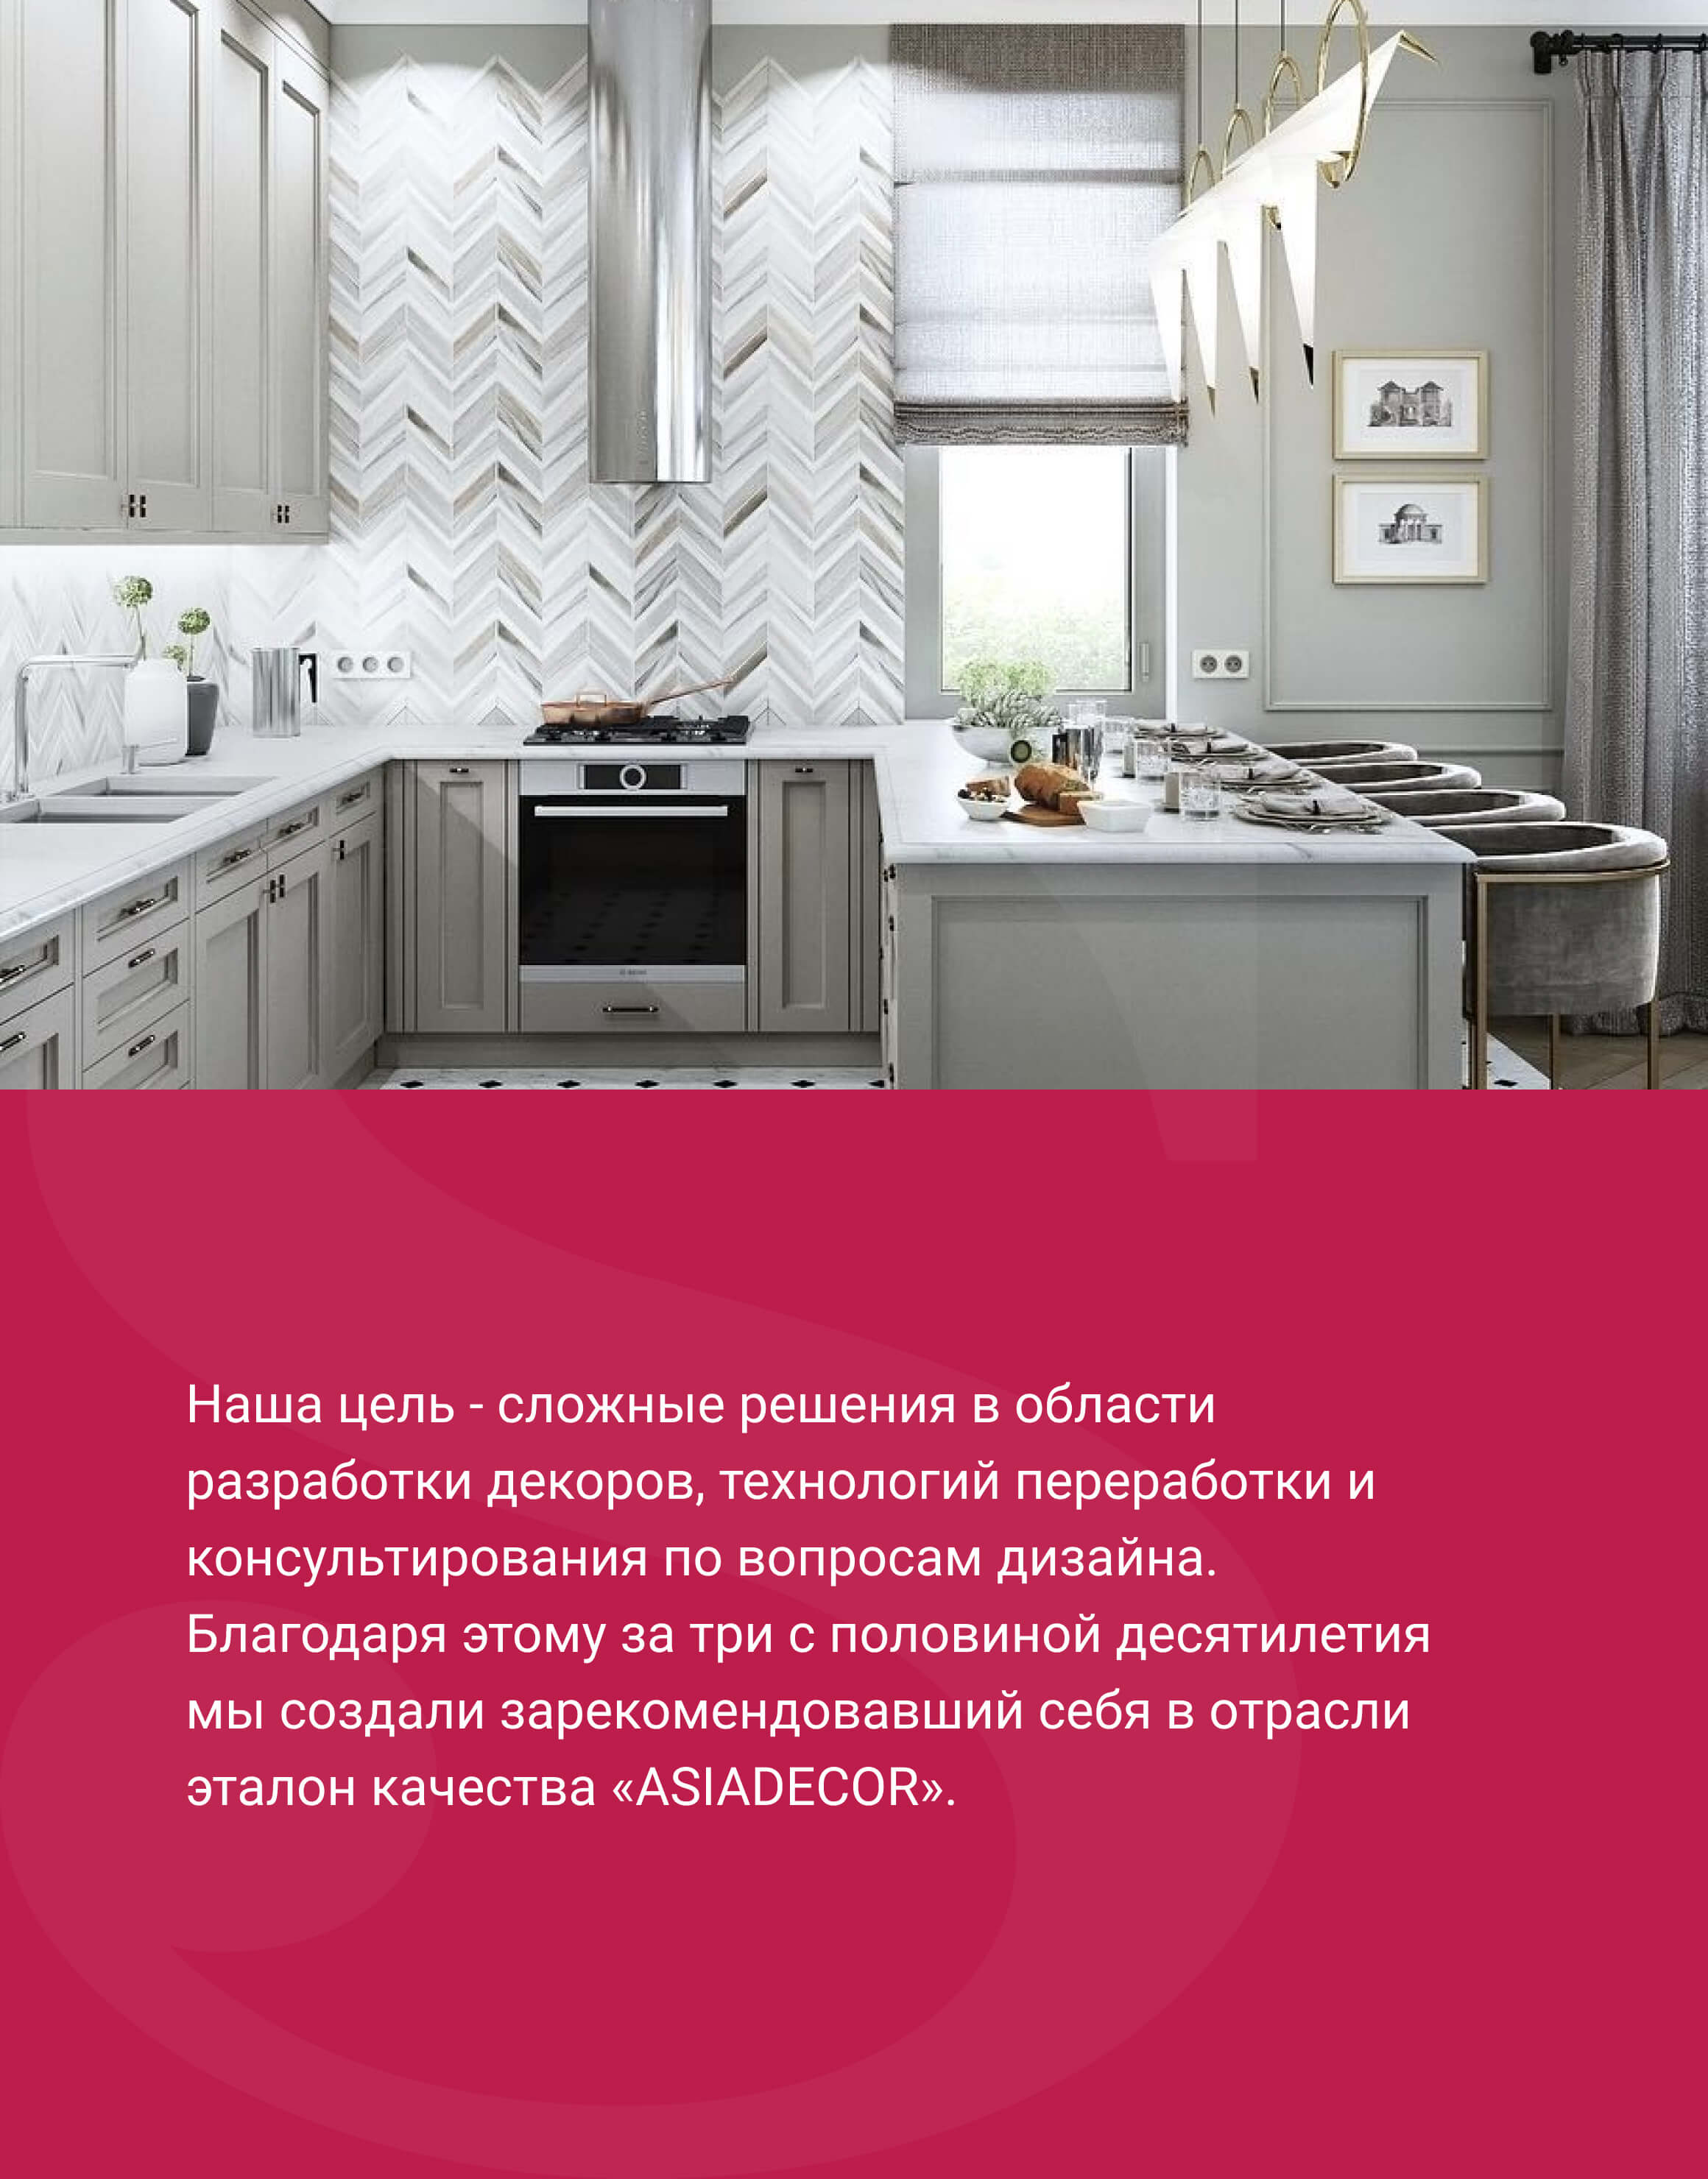 Наша цель - сложные решения в области
разработки декоров, технологий переработки и
консультирования по вопросам дизайна.
Благодаря этому за три с половиной десятилетия
мы создали зарекомендовавший себя в отрасли
эталон качества «ASIADECOR».